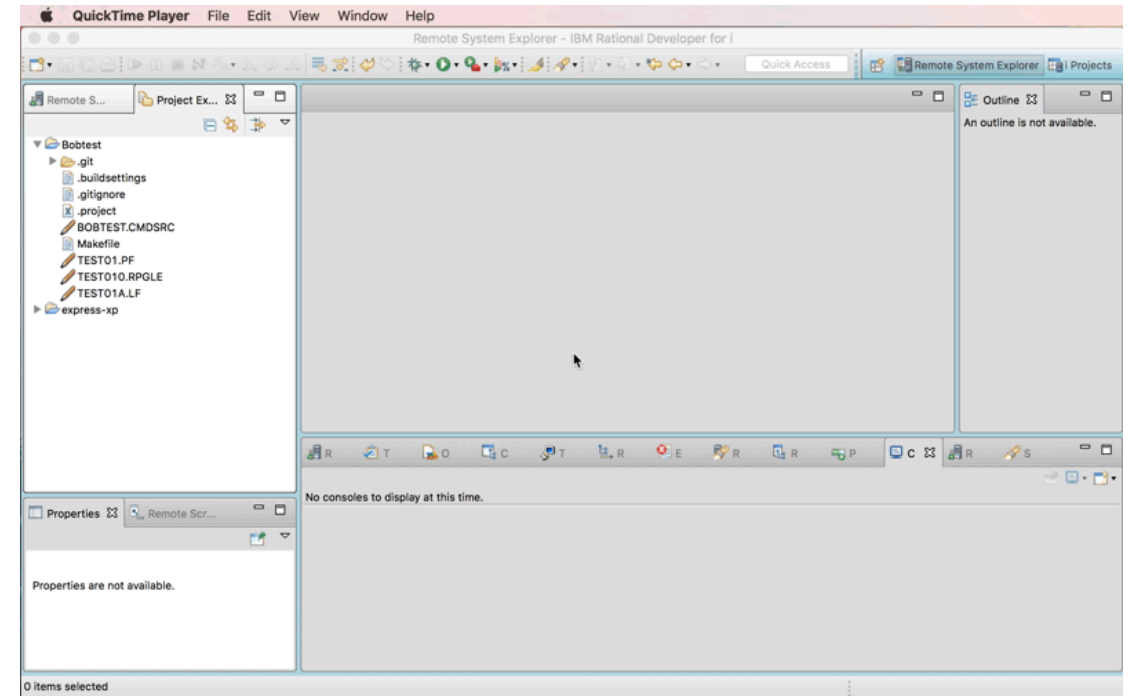 QuickTime Player File Edit View Window Help
Remote System Explorer - IBM Rational Developer for i
Quick Access
Remote System Explorer
i Projects
Remote S...
Project Ex...
Bobtest
.git
.buildsettings
.gitignore
.project
BOBTEST.CMDSRC
Makefile
TEST01.PF
TEST010.RPGLE
TEST01A.LF
express-xp
Outline
An outline is not available.
R T O C T R E R R P C R S
No consoles to display at this time.
Properties
Remote Scr...
Properties are not available.
0 items selected